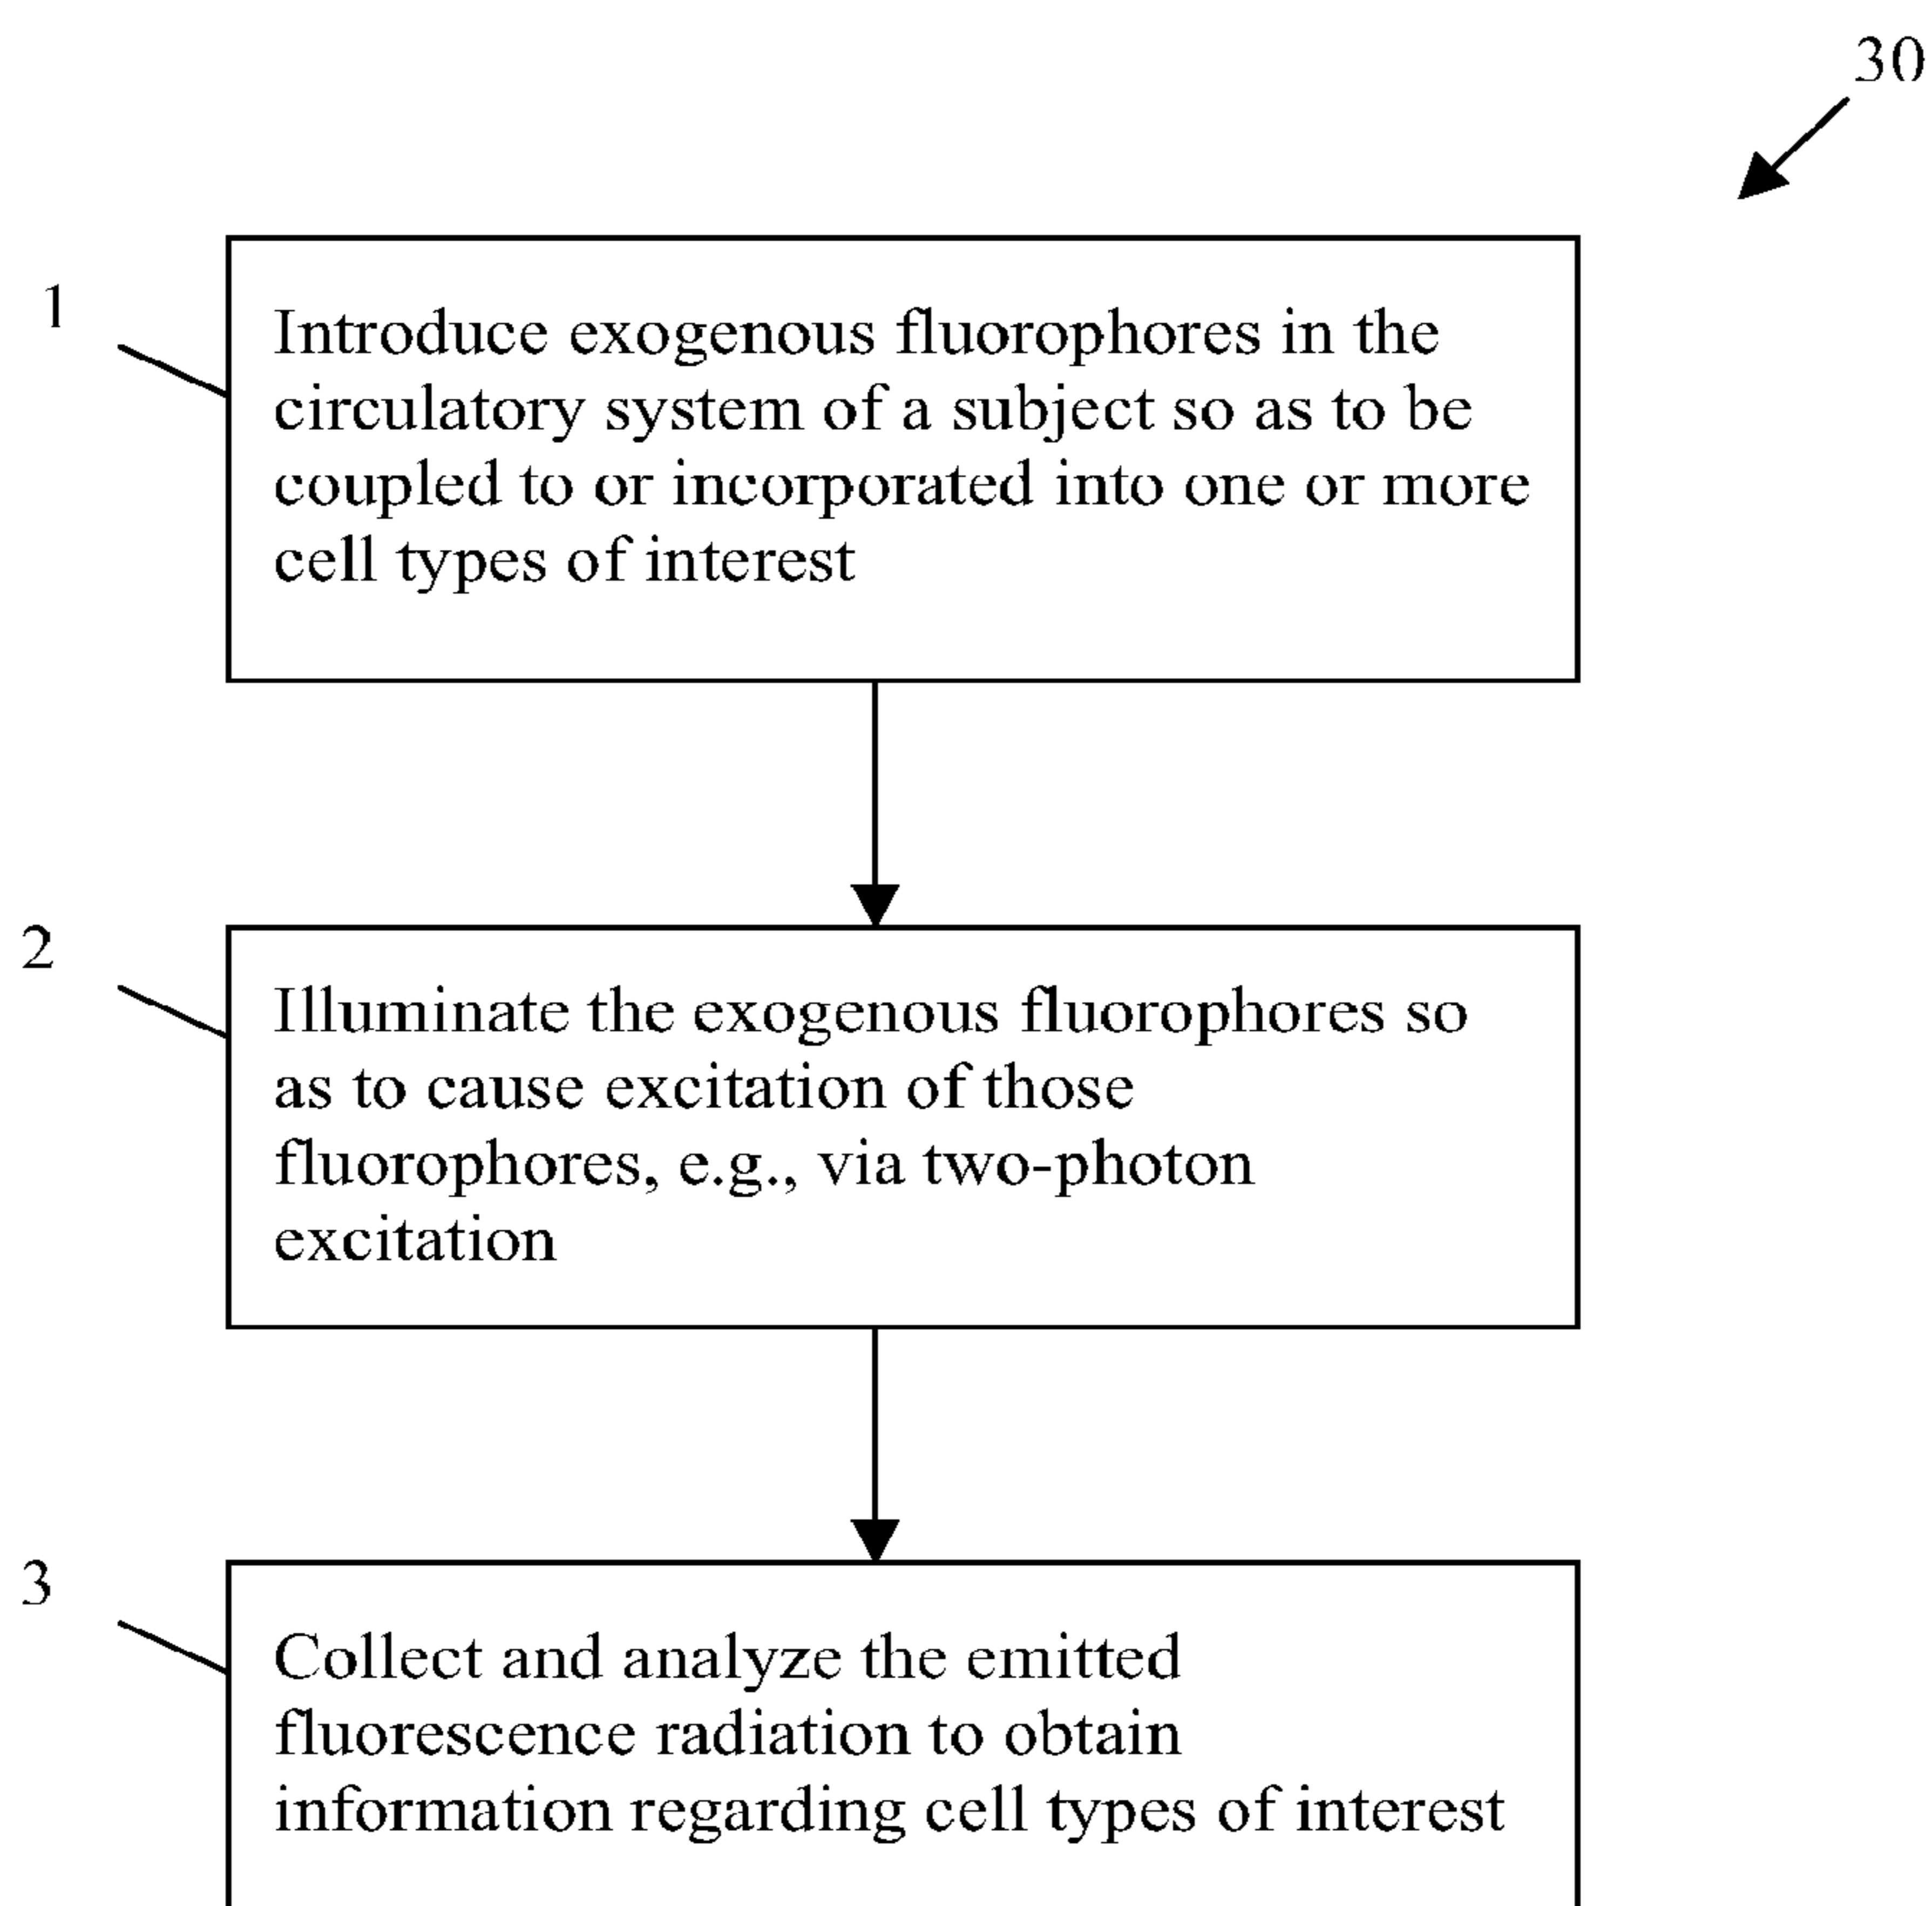 30
1
Introduce exogenous fluorophores in the
circulatory system of a subject so as to be
coupled to or incorporated into one or more
cell types of interest
2
Illuminate the exogenous fluorophores so
as to cause excitation of those
fluorophores, e.g., via two-photon
excitation
3
Collect and analyze the emitted
fluorescence radiation to obtain
information regarding cell types of interest